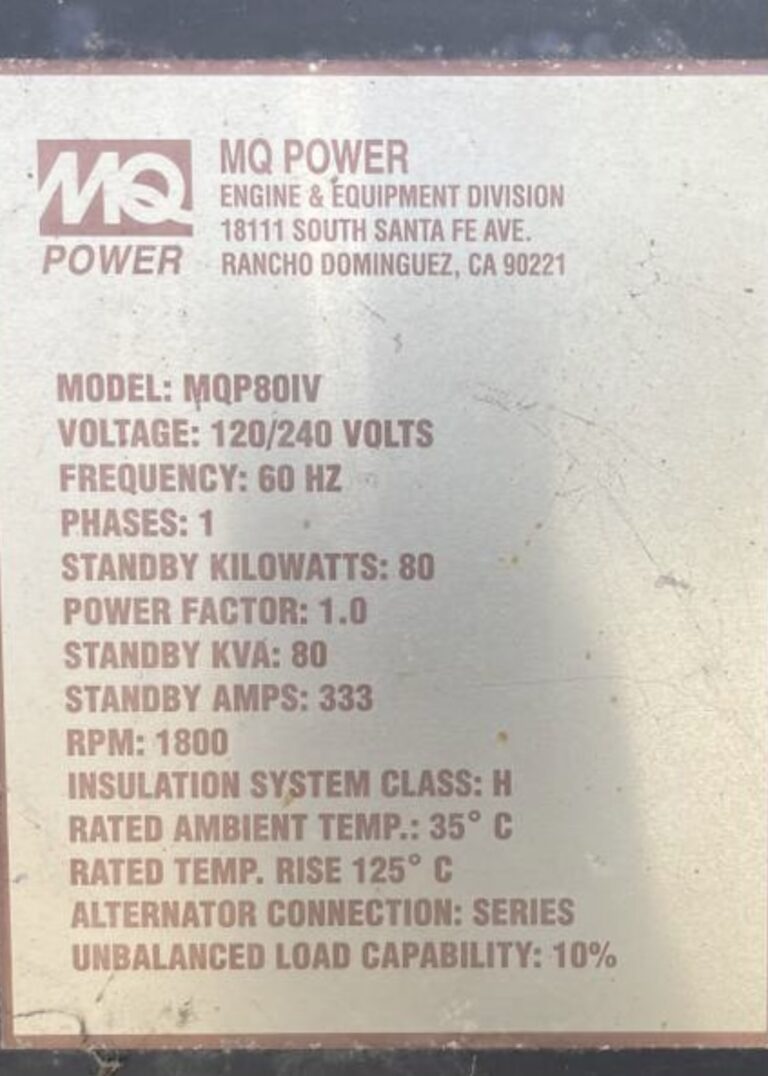 MQ
POWER
MQ POWER
ENGINE & EQUIPMENT DIVISION
18111 SOUTH SANTA FE AVE.
RANCHO DOMINGUEZ, CA 90221
MODEL: MQP80IV
VOLTAGE: 120/240 VOLTS
FREQUENCY: 60 HZ
PHASES: 1
STANDBY KILOWATTS: 80
POWER FACTOR: 1.0
STANDBY KVA: 80
STANDBY AMPS: 333
RPM: 1800
INSULATION SYSTEM CLASS: H
RATED AMBIENT TEMP.: 35° C
RATED TEMP. RISE 125° C
ALTERNATOR CONNECTION: SERIES
UNBALANCED LOAD CAPABILITY: 10%